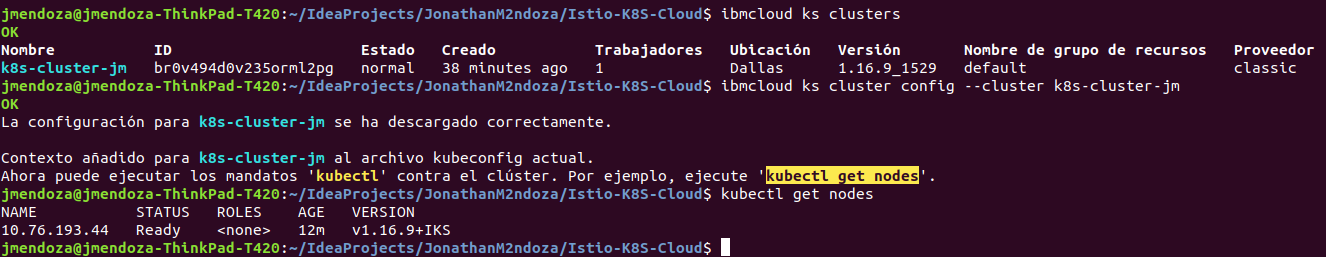 jmendoza@jmendoza-ThinkPad-T420:~/IdeaProjects/JonathanM2ndoza/Istio-K8S-Cloud$ ibmcloud ks clusters
OK
Nombre ID Estado Creado Trabajadores Ubicación Versión Nombre de grupo de recursos Proveedor
k8s-cluster-jm br0v494d0v235orml2pg normal 38 minutes ago 1 Dallas 1.16.9_1529 default classic
jmendoza@jmendoza-ThinkPad-T420:~/IdeaProjects/JonathanM2ndoza/Istio-K8S-Cloud$ ibmcloud ks cluster config --cluster k8s-cluster-jm
OK
La configuración para k8s-cluster-jm se ha descargado correctamente.
Contexto añadido para k8s-cluster-jm al archivo kubeconfig actual.
Ahora puede ejecutar los mandatos 'kubectl' contra el clúster. Por ejemplo, ejecute 'kubectl get nodes'.
jmendoza@jmendoza-ThinkPad-T420:~/IdeaProjects/JonathanM2ndoza/Istio-K8S-Cloud$ kubectl get nodes
NAME STATUS ROLES AGE VERSION
10.76.193.44 Ready <none> 12m v1.16.9+IKS
jmendoza@jmendoza-ThinkPad-T420:~/IdeaProjects/JonathanM2ndoza/Istio-K8S-Cloud$